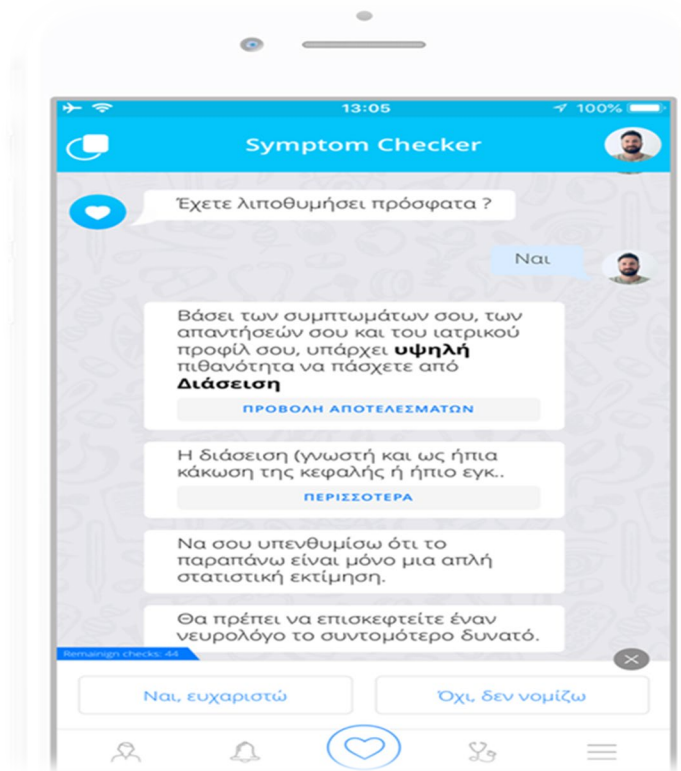 13:05
100%
Symptom Checker
Έχετε λιποθυμήσει πρόσφατα ?
Ναι
Βάσει των συμπτωμάτων σου, των
απαντήσεών σου και του ιατρικού
προφίλ σου, υπάρχει υψηλή
πιθανότητα να πάσχετε από
Διάσειση
ΠΡΟΒΟΛΗ ΑΠΟΤΕΛΕΣΜΑΤΩΝ
Η διάσειση (γνωστή και ως ήπια
κάκωση της κεφαλής ή ήπιο εγκ..
ΠΕΡΙΣΣΟΤΕΡΑ
Να σου υπενθυμίσω ότι το
παραπάνω είναι μόνο μια απλή
στατιστική εκτίμηση.
Θα πρέπει να επισκεφτείτε έναν
νευρολόγο το συντομότερο δυνατό.
Remainign checks: 44
Ναι, ευχαριστώ
Όχι, δεν νομίζω